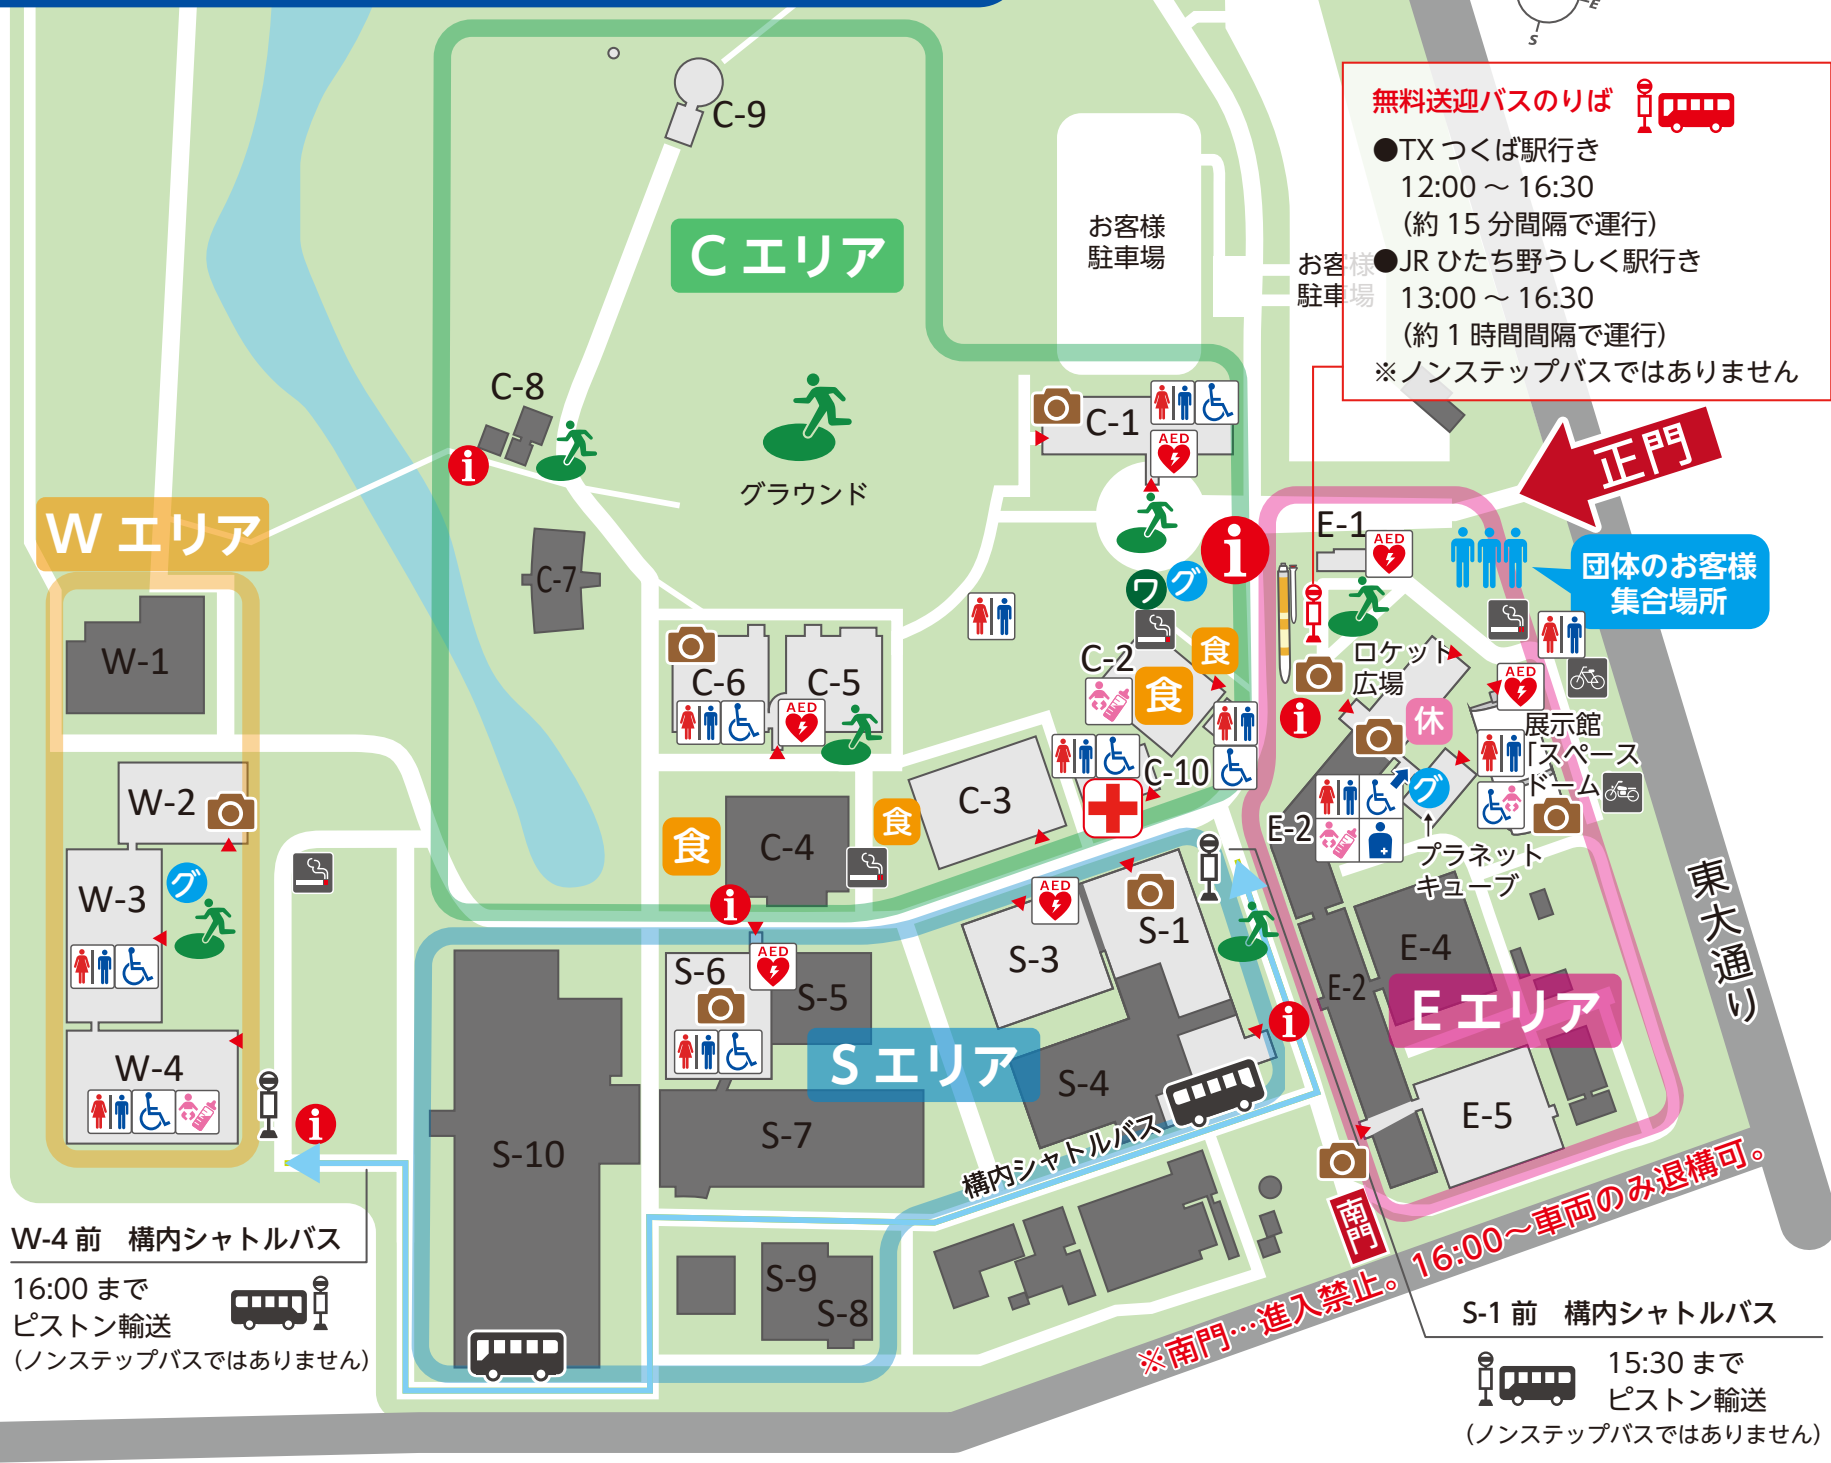 E
S
無料送迎バスのりば
●TX つくば駅行き
12:00 ～ 16:30
(約 15 分間隔で運行)
●JR ひたち野うしく駅行き
13:00 ～ 16:30
(約 1 時間間隔で運行)
※ノンステップバスではありません
C-9
C エリア
お客様
駐車場
お客様
駐車場
C-8
i
グラウンド
C-1
AED
正門
W エリア
C-7
i
E-1
AED
団体のお客様
集合場所
ワ
グ
W-1
C-6
C-5
AED
C-2
食
食
ロケット
広場
i
休
AED
展示館
「スペース
ドーム
グ
プラネット
キューブ
E-2
C-10
C-3
食
食
C-4
i
W-2
W-3
グ
W-4
i
AED
S-1
S-3
AED
S-6
S-5
S エリア
S-4
i
E-4
E-2
E エリア
E-5
東大通り
S-7
S-10
構内シャトルバス
S-9
S-8
南門
※南門…進入禁止。16:00～車両のみ退構可。
W-4 前　構内シャトルバス
16:00 まで
ピストン輸送
(ノンステップバスではありません)
S-1 前　構内シャトルバス
15:30 まで
ピストン輸送
(ノンステップバスではありません)